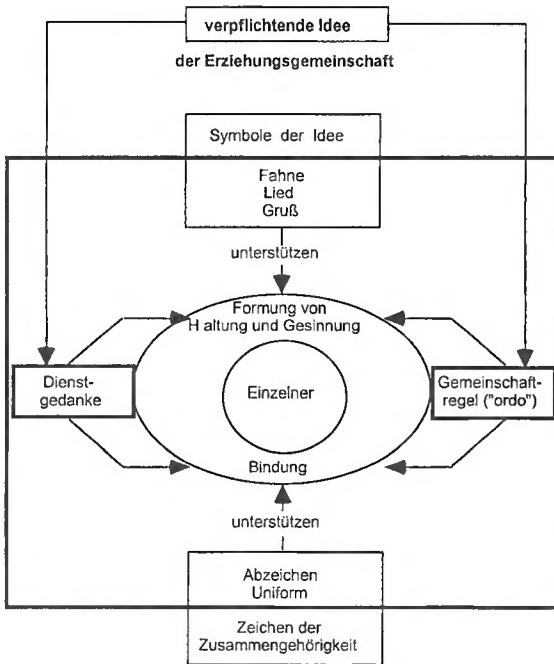 verpflichtende Idee
der Erziehungsgemeinschaft
Symbole der Idee
Fahne
Lied
Gruß
unterstützen
Formung von
H altung und Gesinnung
Dienst-
gedanke
Einzelner
Gemeinschaft-
regel ("ordo")
Bindung
unterstützen
Abzeichen
Uniform
Zeichen der
Zusammengehörigkeit